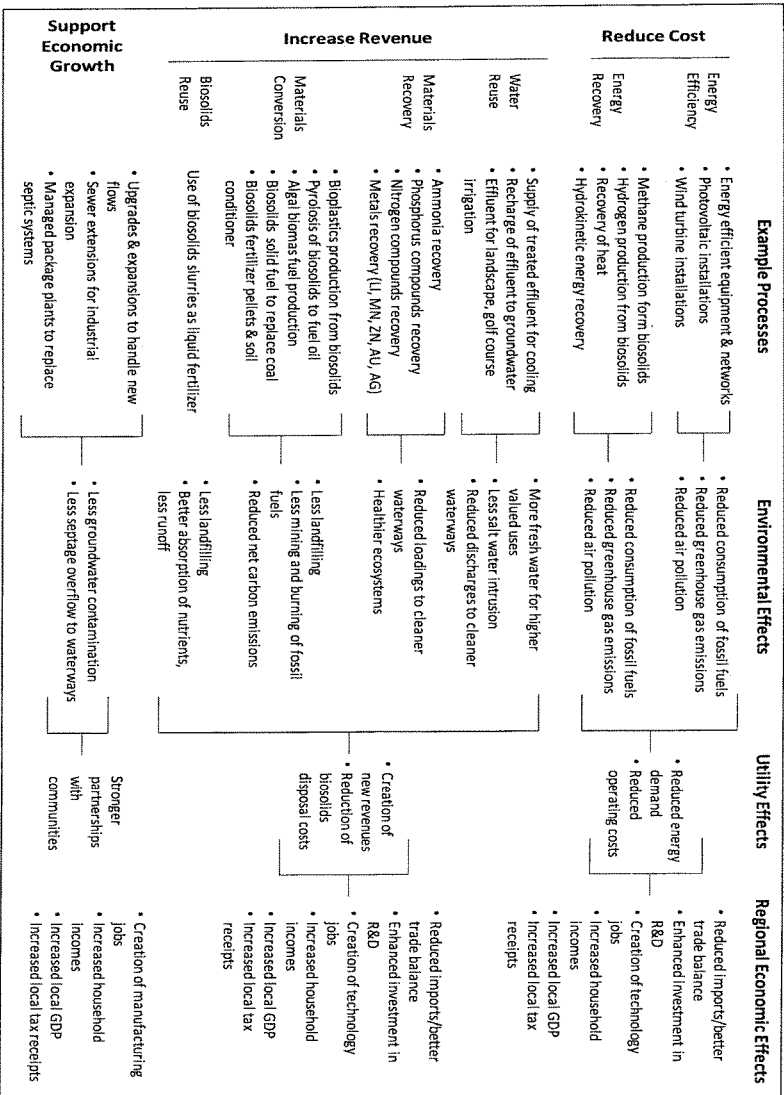 Example Processes
Environmental Effects
Utility Effects
Regional Economic Effects
Reduce Cost
Energy
Efficiency
• Energy efficient equipment & networks
• Photovoltaic installations
• Wind turbine installations
• Reduced consumption of fossil fuels
• Reduced greenhouse gas emissions
• Reduced air pollution
Energy
Recovery
• Methane production form biosolids
• Hydrogen production from biosolids
• Recovery of heat
• Hydrokinetic energy recovery
• Reduced consumption of fossil fuels
• Reduced greenhouse gas emissions
• Reduced air pollution
• Reduced energy
demand
• Reduced
operating costs
• Reduced imports/better
trade balance
• Enhanced investment in
R&D
• Creation of technology
jobs
• Increased household
incomes
• Increased local GDP
• Increased local tax
receipts
Increase Revenue
Water
Reuse
• Supply of treated effluent for cooling
• Recharge of effluent to groundwater
• Effluent for landscape, golf course
irrigation
• More fresh water for higher
valued uses
• Less salt water intrusion
• Reduced discharges to cleaner
waterways
Materials
Recovery
• Ammonia recovery
• Phosphorus compounds recovery
• Nitrogen compounds recovery
• Metals recovery (LI, MN, ZN, AU, AG)
• Reduced loadings to cleaner
waterways
• Healthier ecosystems
Materials
Conversion
• Bioplastics production from biosolids
• Pyrolosis of biosolids to fuel oil
• Algal biomas fuel production
• Biosolids solid fuel to replace coal
• Biosolids fertilizer pellets & soil
conditioner
• Less landfilling
• Less mining and burning of fossil
fuels
• Reduced net carbon emissions
Biosolids
Reuse
Use of biosolids slurries as liquid fertilizer
• Less landfilling
• Better absorption of nutrients,
less runoff
• Creation of
new revenues
• Reduction of
biosolids
disposal costs
• Reduced imports/better
trade balance
• Enhanced investment in
R&D
• Creation of technology
jobs
• Increased household
incomes
• Increased local GDP
• Increased local tax
receipts
Support
Economic
Growth
• Upgrades & expansions to handle new
flows
• Sewer extensions for industrial
expansion
• Managed package plants to replace
septic systems
• Less groundwater contamination
• Less septage overflow to waterways
Stronger
partnerships
with
communities
• Creation of manufacturing
jobs
• Increased household
incomes
• Increased local GDP
• Increased local tax receipts